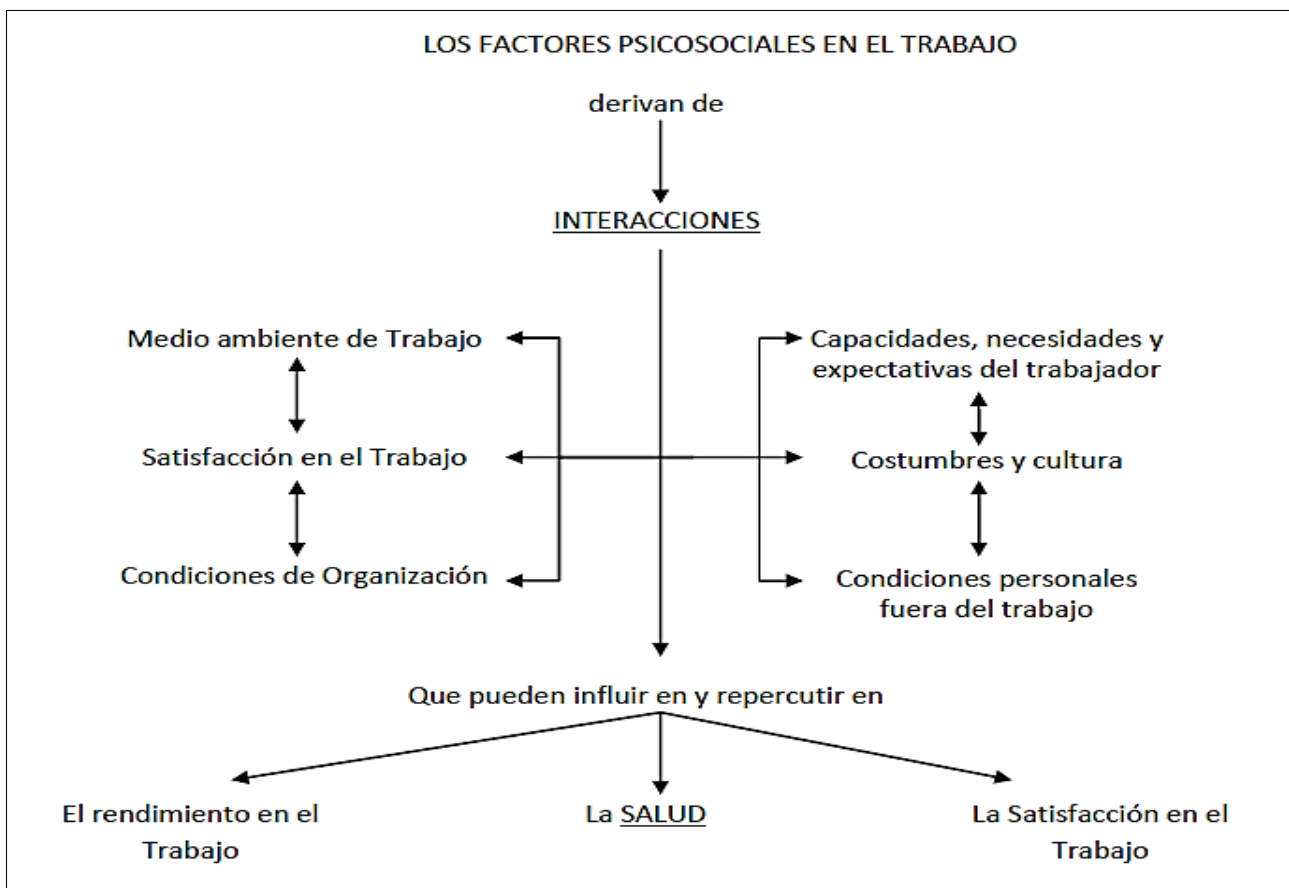 LOS FACTORES PSICOSOCIALES EN EL TRABAJO
derivan de
INTERACCIONES
Medio ambiente de Trabajo
Capacidades, necesidades y
expectativas del trabajador
Satisfacción en el Trabajo
Costumbres y cultura
Condiciones de Organización
Condiciones personales
fuera del trabajo
Que pueden influir en y repercutir en
El rendimiento en el
Trabajo
La SALUD
La Satisfacción en el
Trabajo